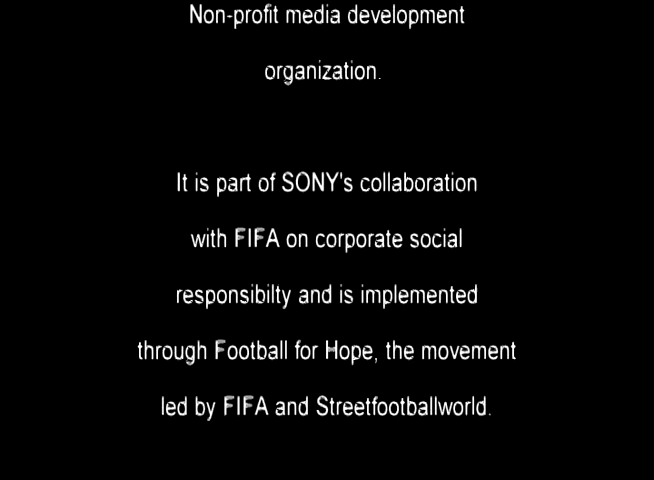 Non-profit media development
organization.
It is part of SONY's collaboration
with FIFA on corporate social
responsibilty and is implemented
through Football for Hope, the movement
led by FIFA and Streetfootballworld.